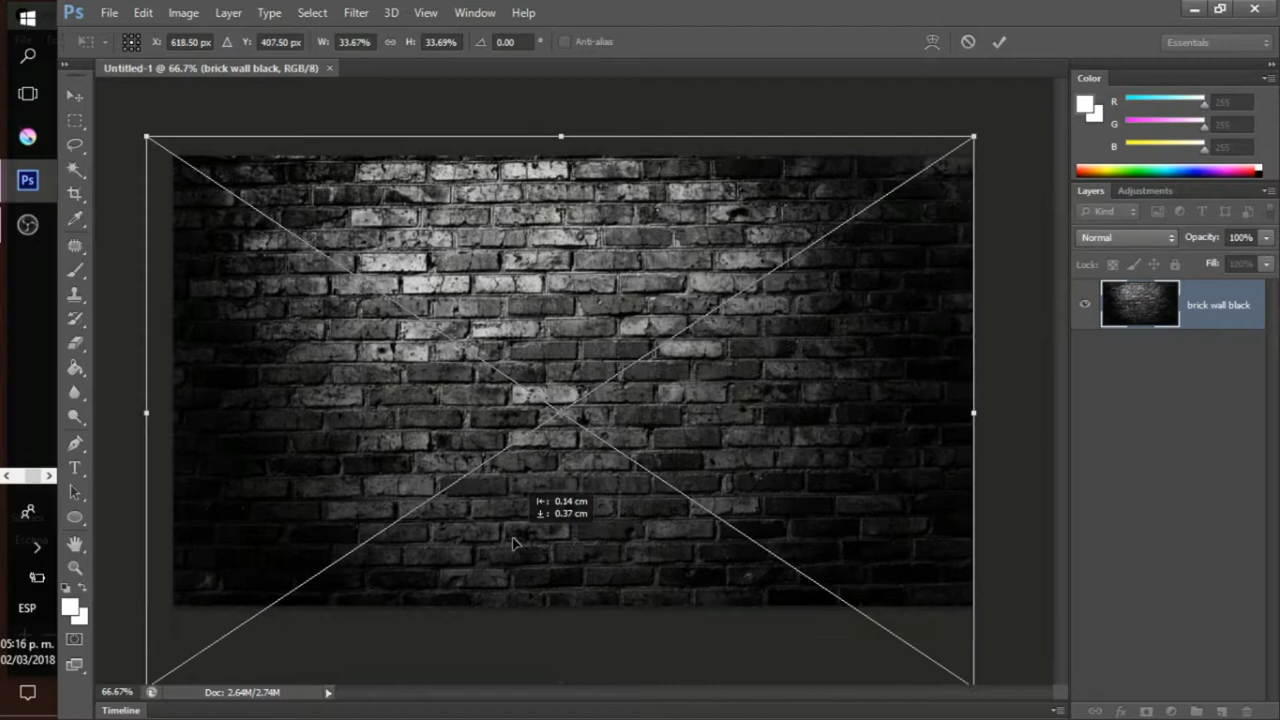 Ps File Edit Image Layer Type Select Filter 3D View Window Help
X: 618.50 px Y: 407.50 px W: 33.67% H: 33.69% 0.00 ° Anti-alias Essentials
Untitled-1 @ 66.7% (brick wall black, RGB/8) ×
Color
R 255
G 255
B 255
Layers Adjustments
Kind
Normal Opacity: 100%
Lock: Fill: 100%
brick wall black
Ps
0.14 cm
0.37 cm
ESP
05:16 p. m.
02/03/2018
66.67% Doc: 2.64M/2.74M
Timeline